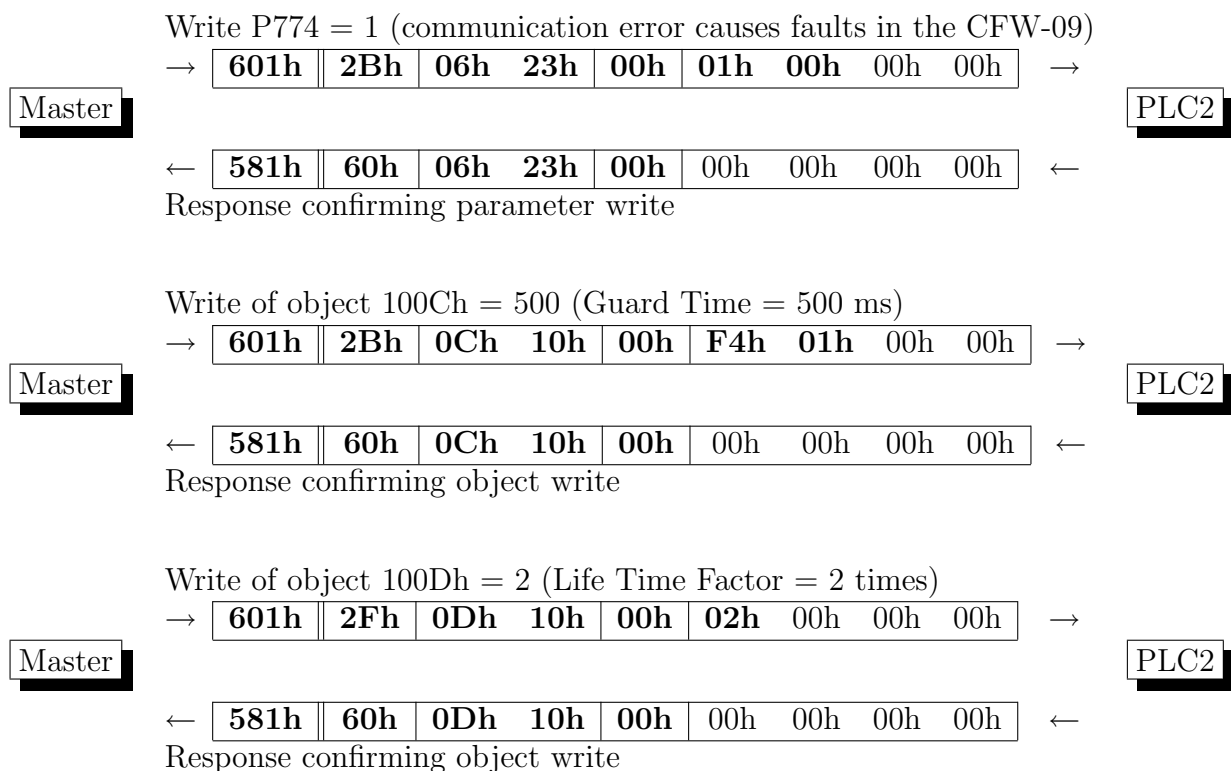 Write P774 = 1 (communication error causes faults in the CFW-09)
→ 601h 2Bh 06h 23h 00h 01h 00h 00h 00h →
Master PLC2
← 581h 60h 06h 23h 00h 00h 00h 00h 00h ←
Response confirming parameter write
Write of object 100Ch = 500 (Guard Time = 500 ms)
→ 601h 2Bh 0Ch 10h 00h F4h 01h 00h 00h →
Master PLC2
← 581h 60h 0Ch 10h 00h 00h 00h 00h 00h ←
Response confirming object write
Write of object 100Dh = 2 (Life Time Factor = 2 times)
→ 601h 2Fh 0Dh 10h 00h 02h 00h 00h 00h →
Master PLC2
← 581h 60h 0Dh 10h 00h 00h 00h 00h 00h ←
Response confirming object write